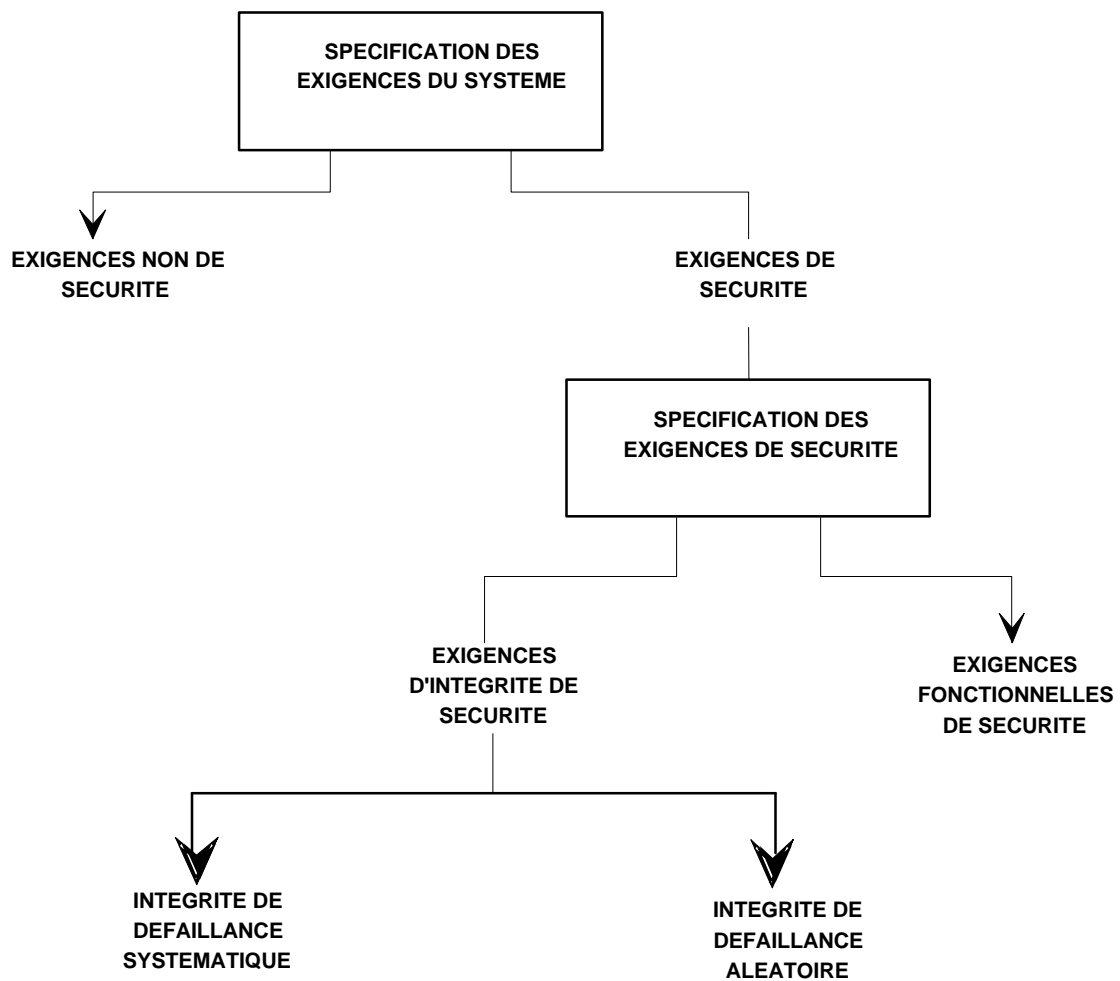 SPECIFICATION DES
EXIGENCES DU SYSTEME
EXIGENCES NON DE
SECURITE
EXIGENCES DE
SECURITE
SPECIFICATION DES
EXIGENCES DE SECURITE
EXIGENCES
D'INTEGRITE DE
SECURITE
EXIGENCES
FONCTIONNELLES
DE SECURITE
INTEGRITE DE
DEFAILLANCE
SYSTEMATIQUE
INTEGRITE DE
DEFAILLANCE
ALEATOIRE